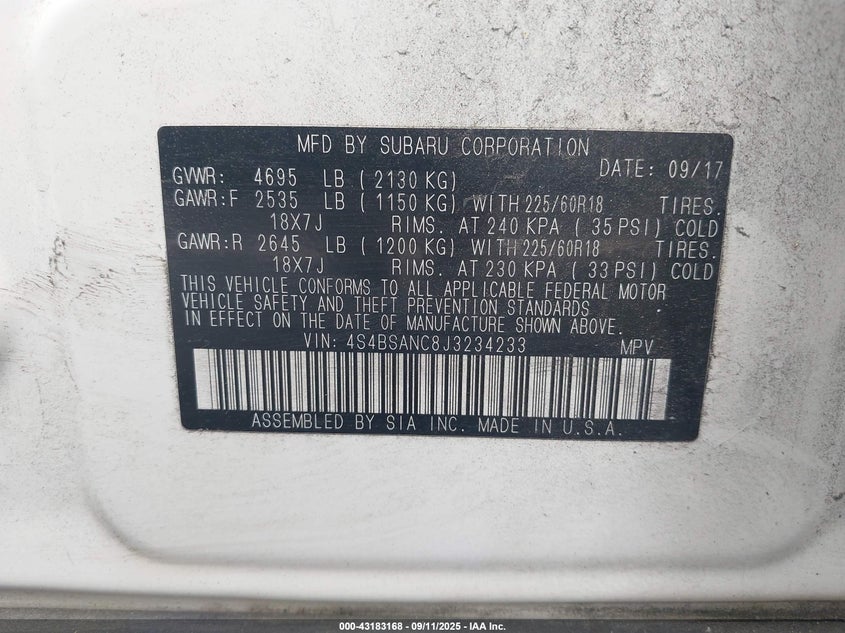 MFD BY SUBARU CORPORATION
DATE: 09/17
GVWR: 4695 LB ( 2130 KG)
GAWR:F 2535 LB ( 1150 KG) WITH 225/60R18 TIRES.
18X7J RIMS. AT 240 KPA ( 35 PSI) COLD
GAWR:R 2645 LB ( 1200 KG) WITH 225/60R18 TIRES.
18X7J RIMS. AT 230 KPA ( 33 PSI) COLD
THIS VEHICLE CONFORMS TO ALL APPLICABLE FEDERAL MOTOR
VEHICLE SAFETY AND THEFT PREVENTION STANDARDS
IN EFFECT ON THE DATE OF MANUFACTURE SHOWN ABOVE.
VIN: 4S4BSANC8J3234233 MPV
ASSEMBLED BY SIA INC. MADE IN U.S.A.
000-43183168 - 09/11/2025 - IAA Inc.